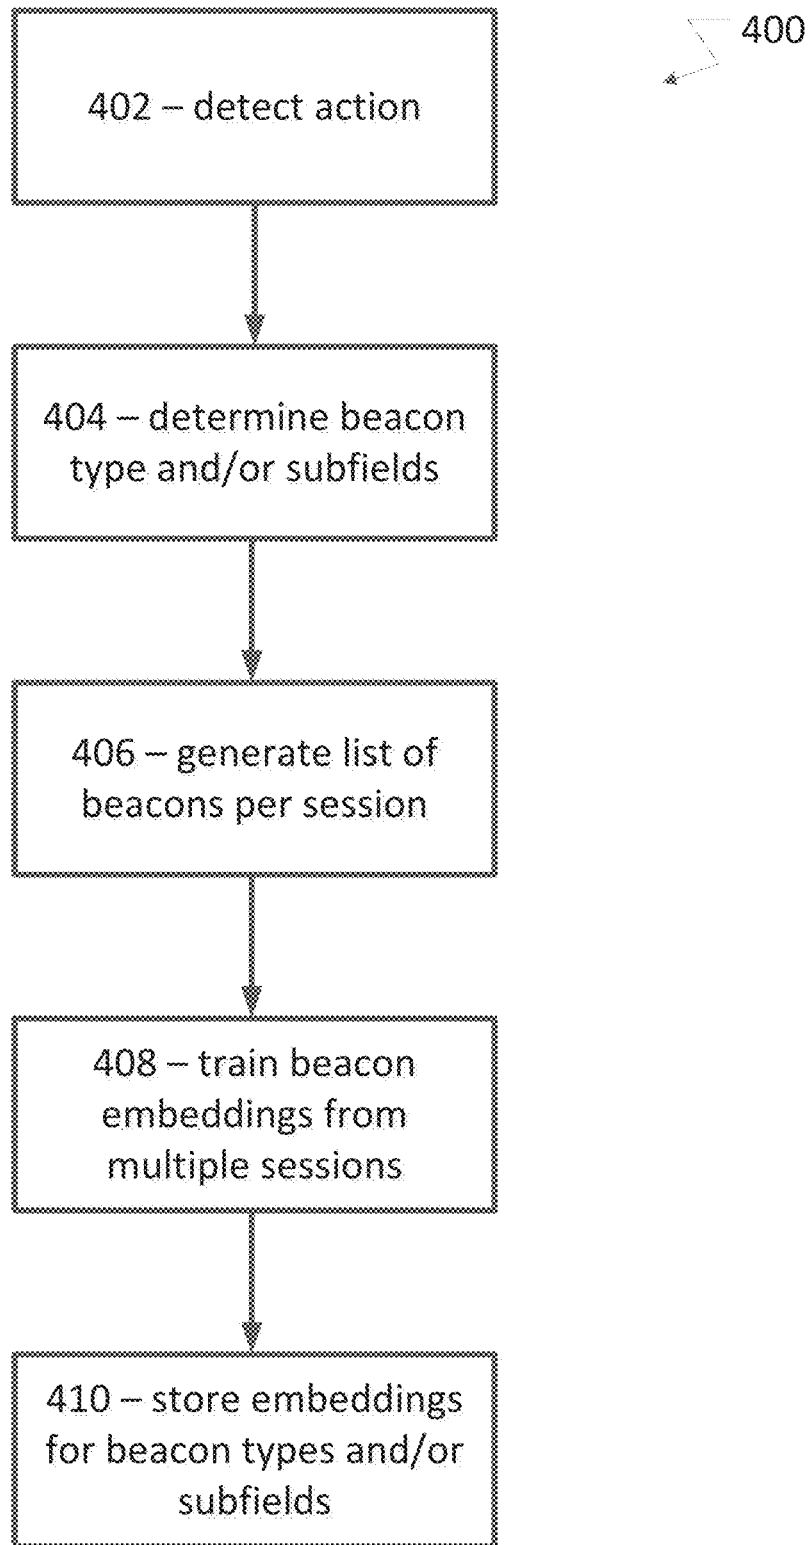 400
402 – detect action
404 – determine beacon
type and/or subfields
406 – generate list of
beacons per session
408 – train beacon
embeddings from
multiple sessions
410 – store embeddings
for beacon types and/or
subfields